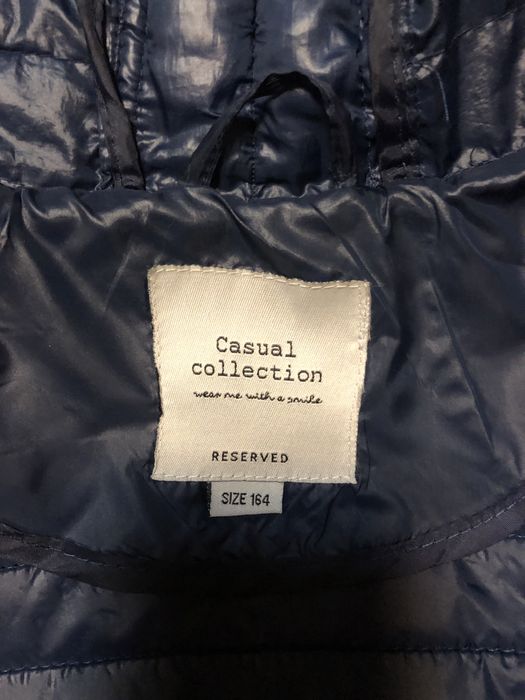 Casual
collection
wear me with a smile
RESERVED
SIZE 164